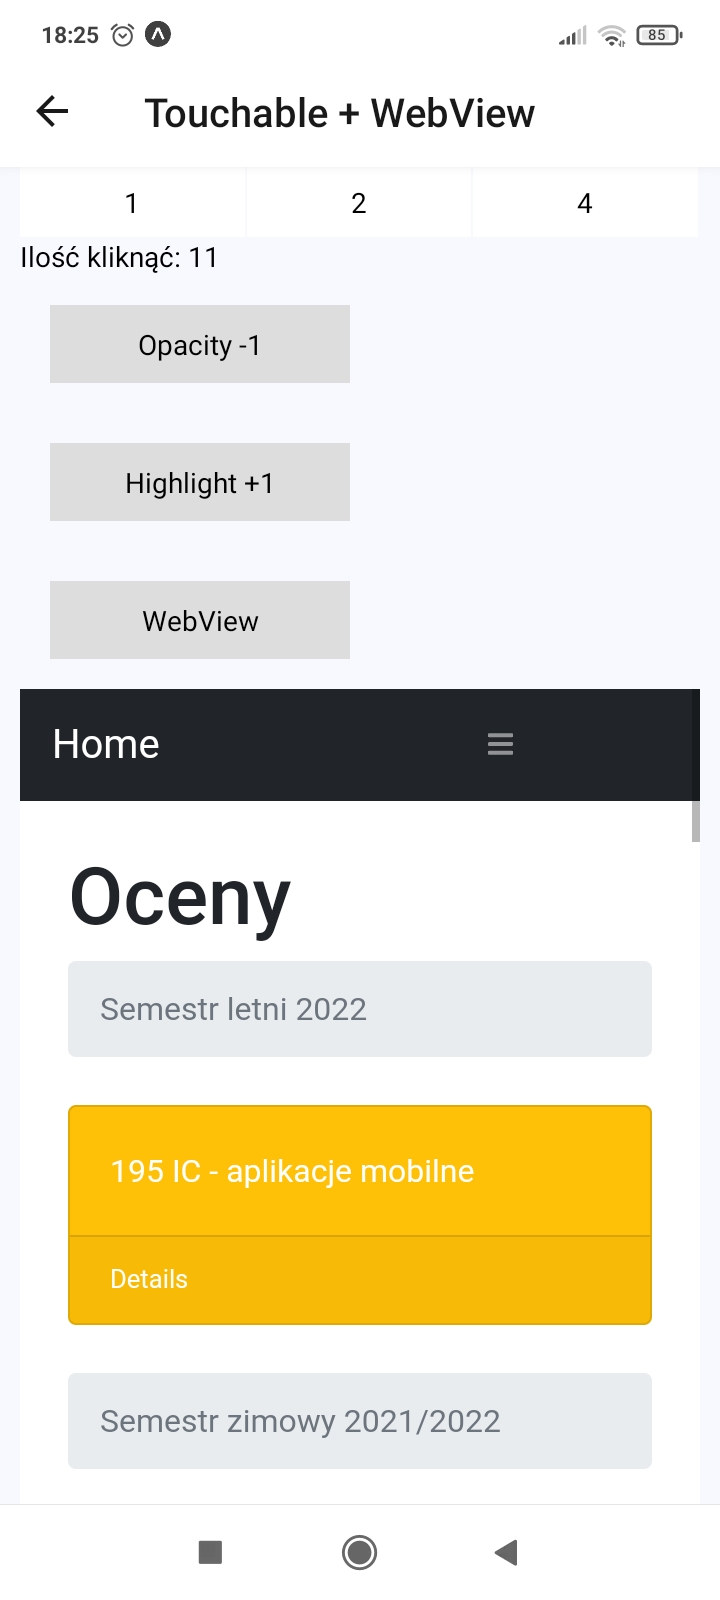 18:25
85
Touchable + WebView
1 2 4
Ilość kliknąć: 11
Opacity -1
Highlight +1
WebView
Home
Oceny
Semestr letni 2022
195 IC - aplikacje mobilne
Details
Semestr zimowy 2021/2022